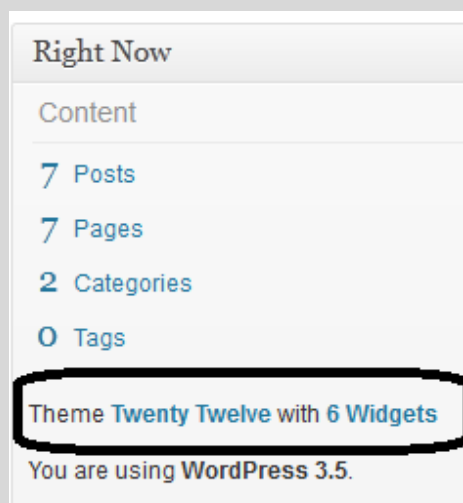 Right Now
Content
7 Posts
7 Pages
2 Categories
0 Tags
Theme Twenty Twelve with 6 Widgets
You are using WordPress 3.5.